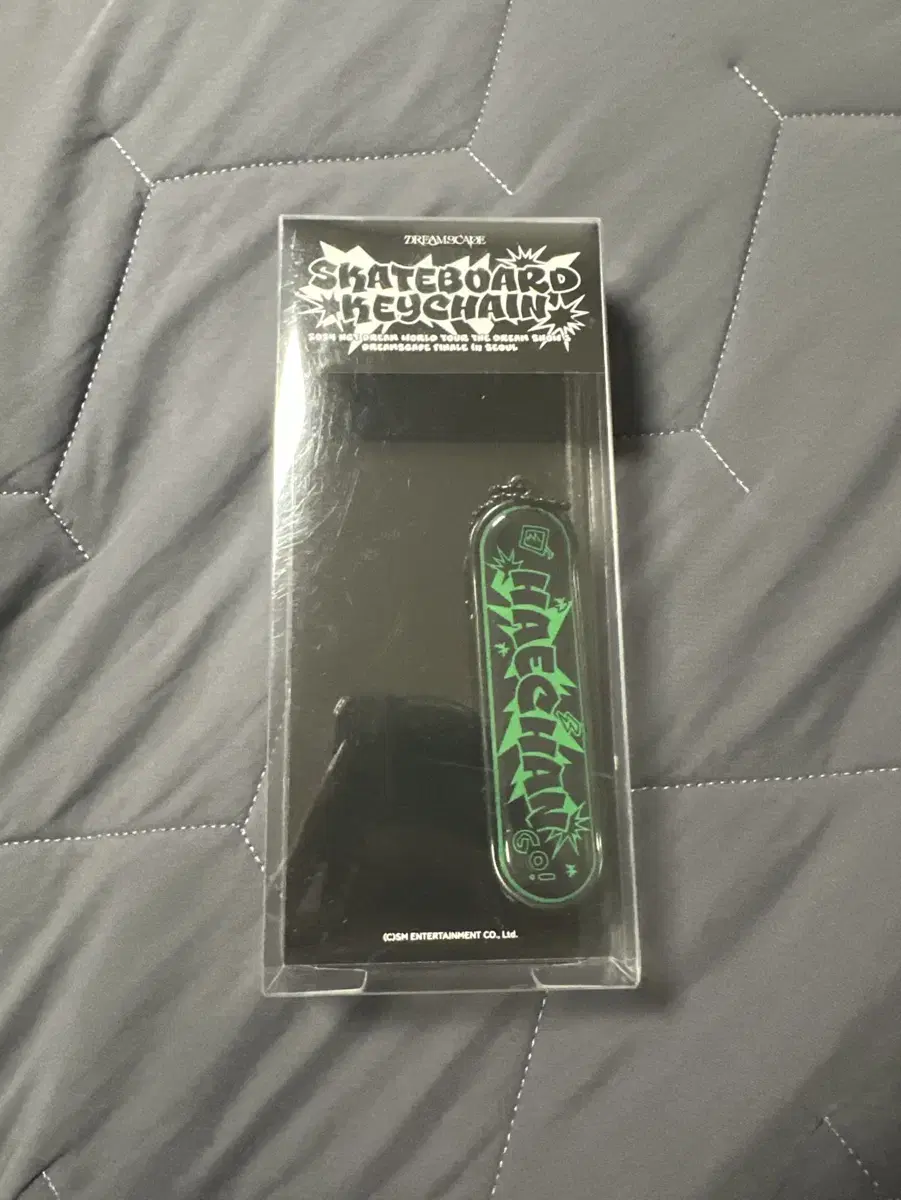 DREAMSCAPE
SKATEBOARD
KEYCHAIN
2024 NCT DREAM WORLD TOUR THE DREAM SHOW 3
DREAMSCAPE FINALE IN SEOUL
HAECHAN
GO!
(C)SM ENTERTAINMENT CO., Ltd.